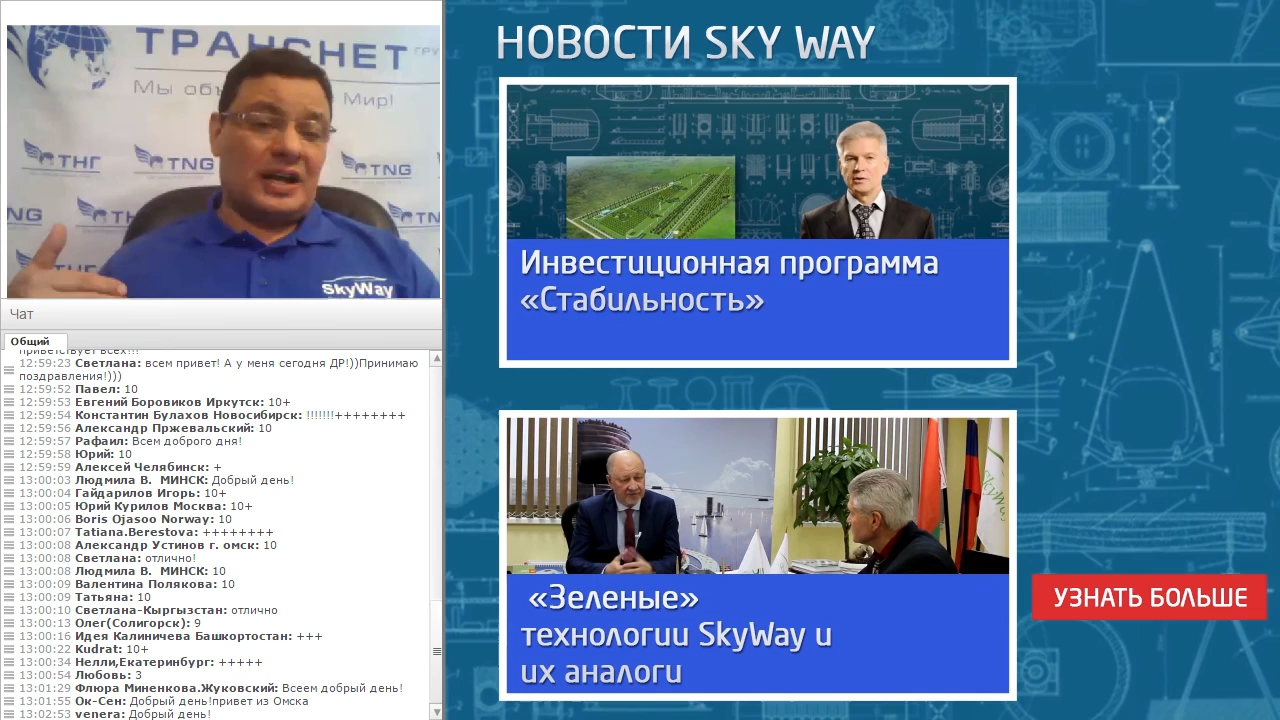 ТРАНСНЕТ
Мы объ
Мир!
ТНГ
TNG
TNG
TNG
ТНГ
TNG
ТНГ
SkyWay
Чат
Общий
приветствует всех!!!
12:59:23 Светлана: всем привет! А у меня сегодня ДР!))Принимаю
поздравления!)))
12:59:52 Павел: 10
12:59:53 Евгений Боровиков Иркутск: 10+
12:59:54 Константин Булахов Новосибирск: !!!!!!!++++++++
12:59:56 Александр Пржевальский: 10
12:59:57 Рафаил: Всем доброго дня!
12:59:58 Юрий: 10
12:59:59 Алексей Челябинск: +
13:00:03 Людмила В. МИНСК: Добрый день!
13:00:04 Гайдарилов Игорь: 10+
13:00:05 Юрий Курилов Москва: 10+
13:00:06 Boris Ojasoo Norway: 10
13:00:07 Tatiana.Berestova: ++++++++
13:00:08 Александр Устинов г. омск: 10
13:00:08 Светлана: отлично!
13:00:08 Людмила В. МИНСК: 10
13:00:09 Валентина Полякова: 10
13:00:09 Татьяна: 10
13:00:10 Светлана-Кыргызстан: отлично
13:00:13 Олег(Солигорск): 9
13:00:16 Идея Калиничева Башкортостан: +++
13:00:22 Kudrat: 10+
13:00:34 Нелли,Екатеринбург: +++++
13:00:54 Любовь: 3
13:01:29 Флюра Миненкова.Жуковский: Всеем добрый день!
13:01:55 Ок-Сен: Добрый день!привет из Омска
13:02:53 venera: Добрый день!
НОВОСТИ SKY WAY
Инвестиционная программа
«Стабильность»
«Зеленые»
технологии SkyWay и
их аналоги
УЗНАТЬ БОЛЬШЕ